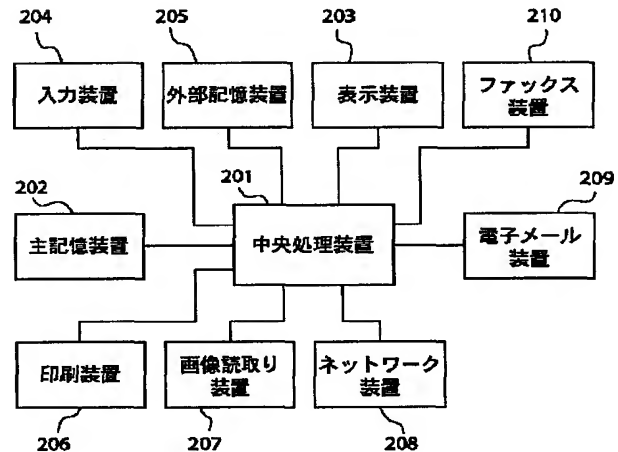 204
205
203
210
入力装置
外部記憶装置
表示装置
ファックス
装置
202
201
209
主記憶装置
中央処理装置
電子メール
装置
印刷装置
画像読取り
装置
ネットワーク
装置
206
207
208